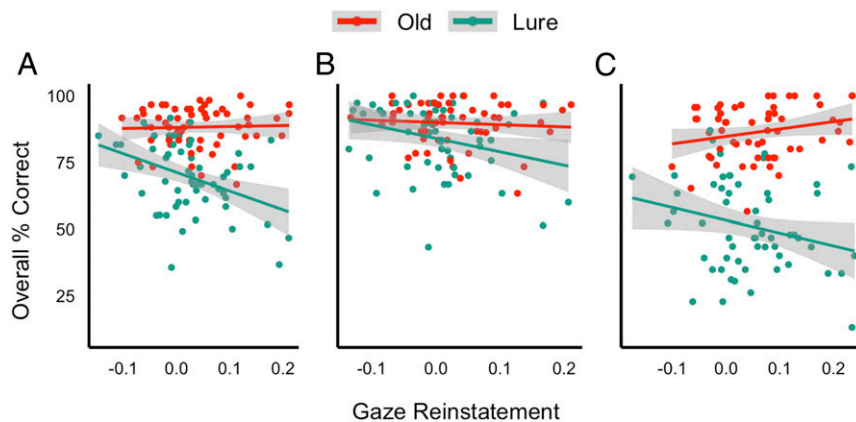 Old Lure
A B C
100
75
50
25
Overall % Correct
-0.1 0.0 0.1 0.2 -0.1 0.0 0.1 0.2 -0.1 0.0 0.1 0.2
Gaze Reinstatement